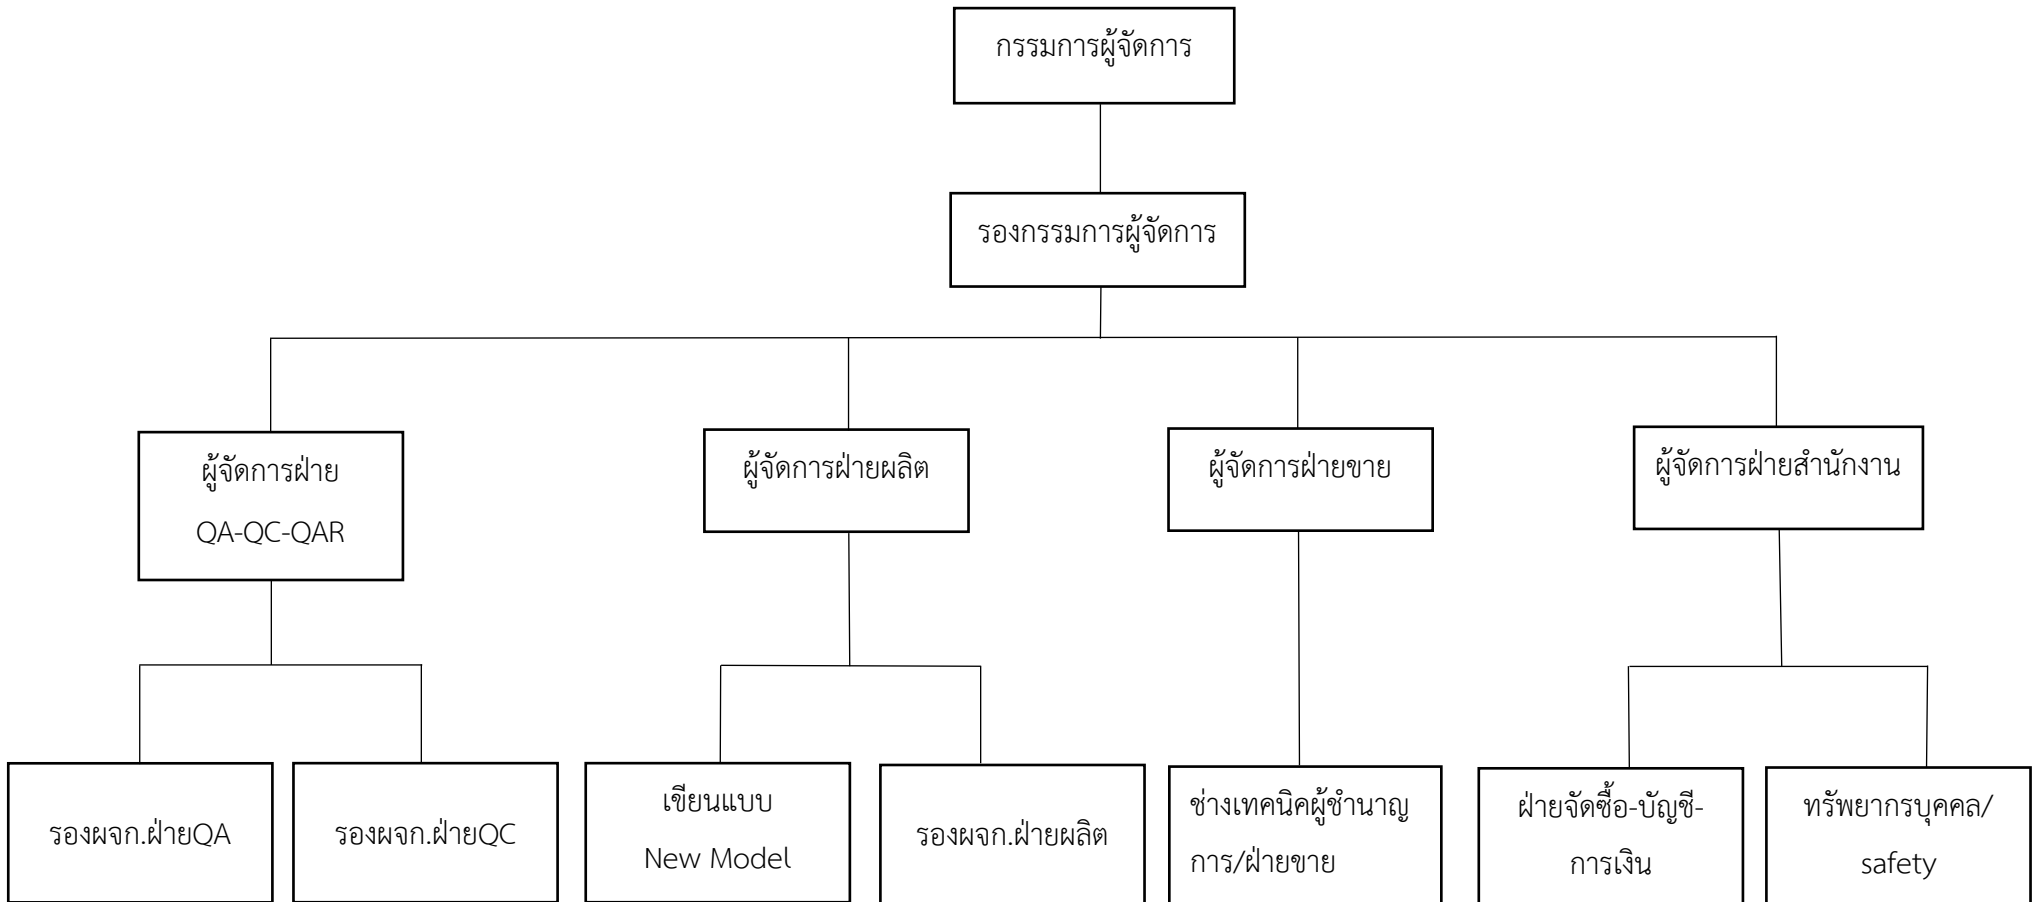 กรรมการผู้จัดการ
รองกรรมการผู้จัดการ
ผู้จัดการฝ่าย
QA-QC-QAR
ผู้จัดการฝ่ายผลิต
ผู้จัดการฝ่ายขาย
ผู้จัดการฝ่ายสำนักงาน
รองผจก.ฝ่ายQA
รองผจก.ฝ่ายQC
เขียนแบบ
New Model
รองผจก.ฝ่ายผลิต
ช่างเทคนิคผู้ชำนาญ
การ/ฝ่ายขาย
ฝ่ายจัดซื้อ-บัญชี-
การเงิน
ทรัพยากรบุคคล/
safety